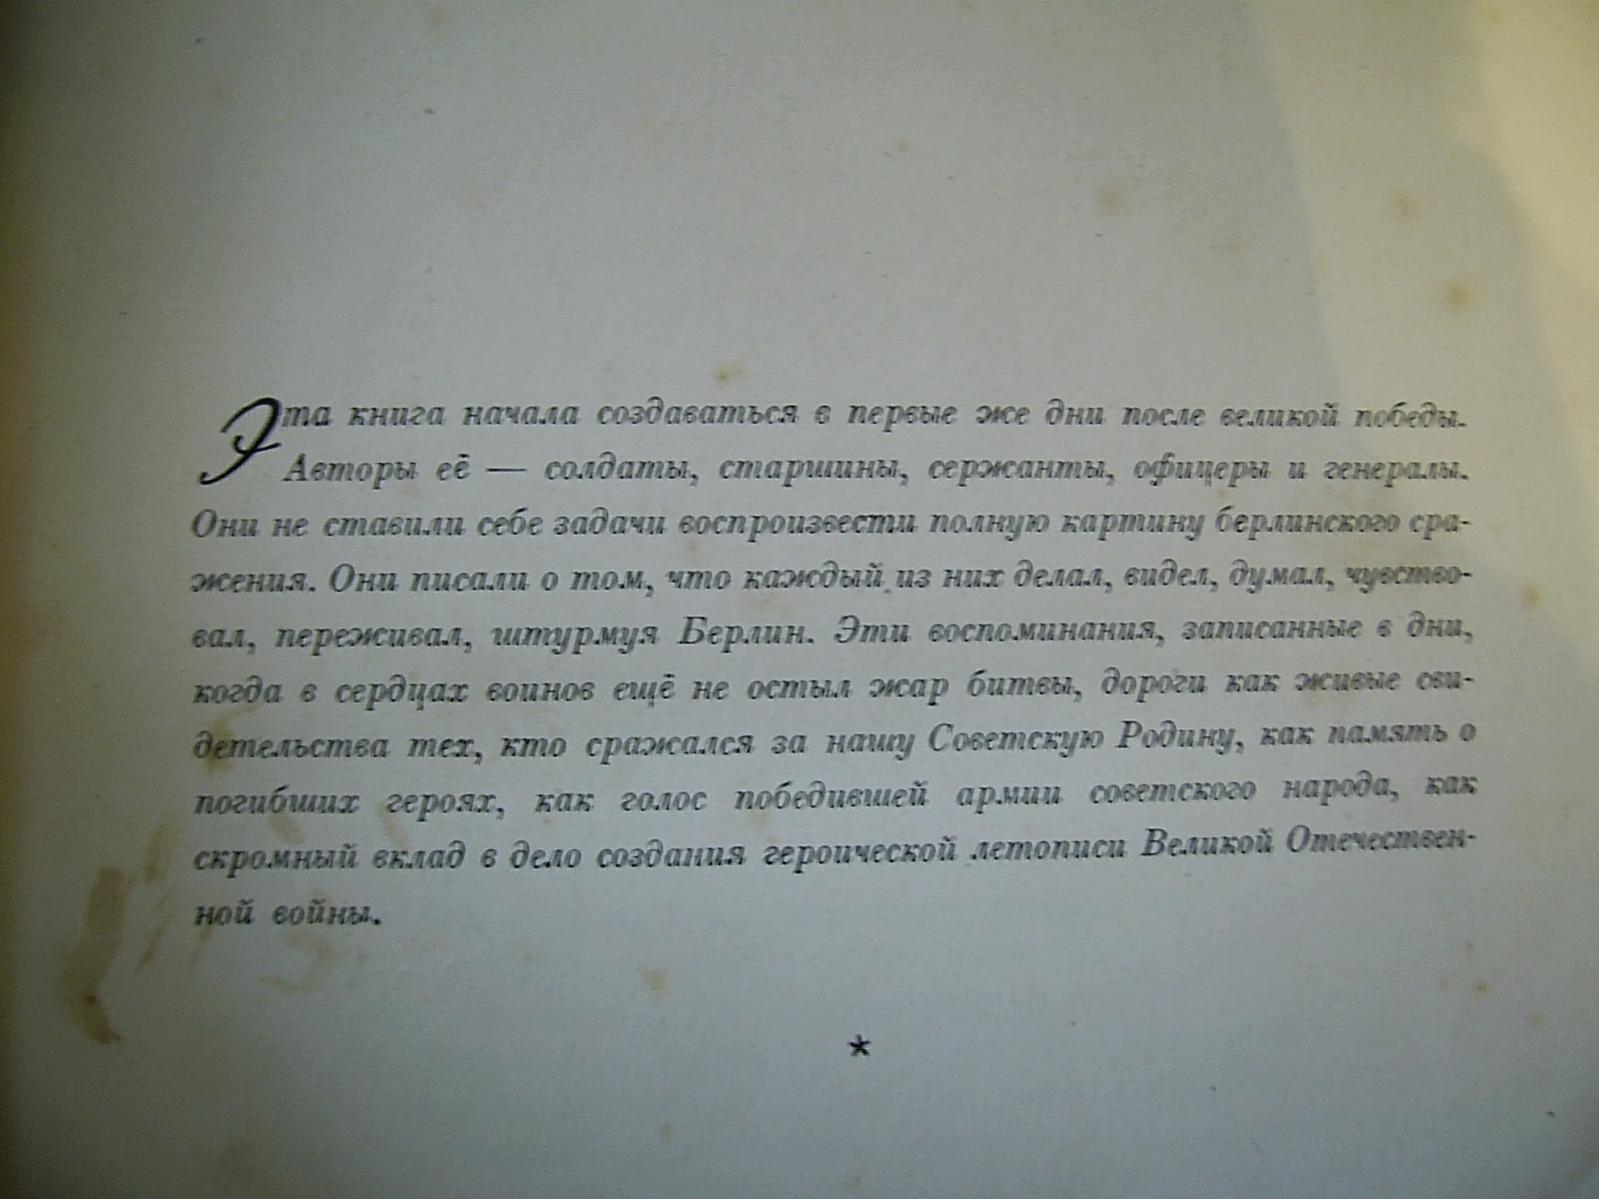 Эта книга начала создаваться в первые же дни после великой победы.
Авторы её — солдаты, старшины, сержанты, офицеры и генералы.
Они не ставили себе задачи воспроизвести полную картину берлинского сра-
жения. Они писали о том, что каждый из них делал, видел, думал, чувство-
вал, переживал, штурмуя Берлин. Эти воспоминания, записанные в дни,
когда в сердцах воинов ещё не остыл жар битвы, дороги как живые сви-
детельства тех, кто сражался за нашу Советскую Родину, как память о
погибших героях, как голос победившей армии советского народа, как
скромный вклад в дело создания героической летописи Великой Отечествен-
ной войны.
*